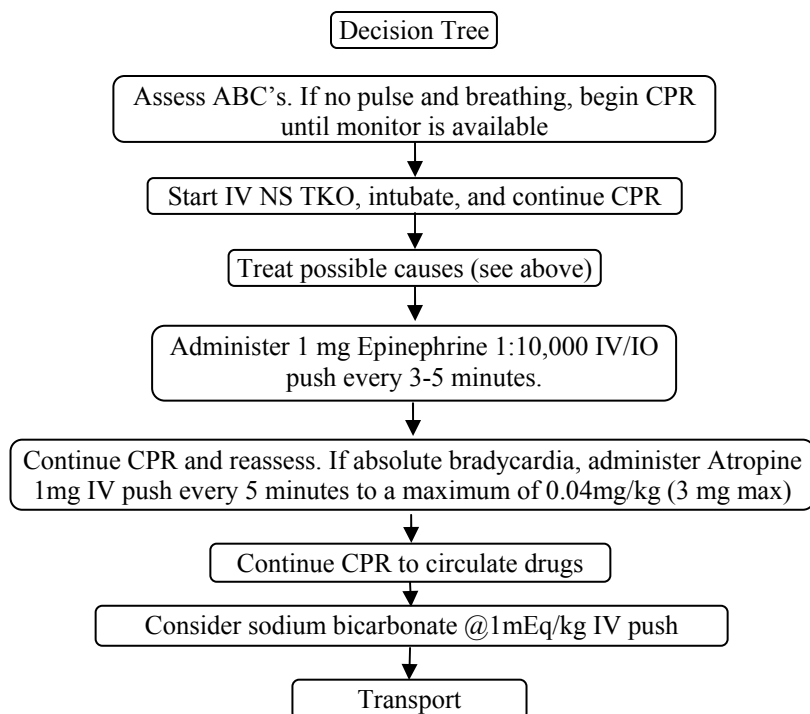 Decision Tree
Assess ABC’s. If no pulse and breathing, begin CPR
until monitor is available
Start IV NS TKO, intubate, and continue CPR
Treat possible causes (see above)
Administer 1 mg Epinephrine 1:10,000 IV/IO
push every 3-5 minutes.
Continue CPR and reassess. If absolute bradycardia, administer Atropine
1mg IV push every 5 minutes to a maximum of 0.04mg/kg (3 mg max)
Continue CPR to circulate drugs
Consider sodium bicarbonate @1mEq/kg IV push
Transport